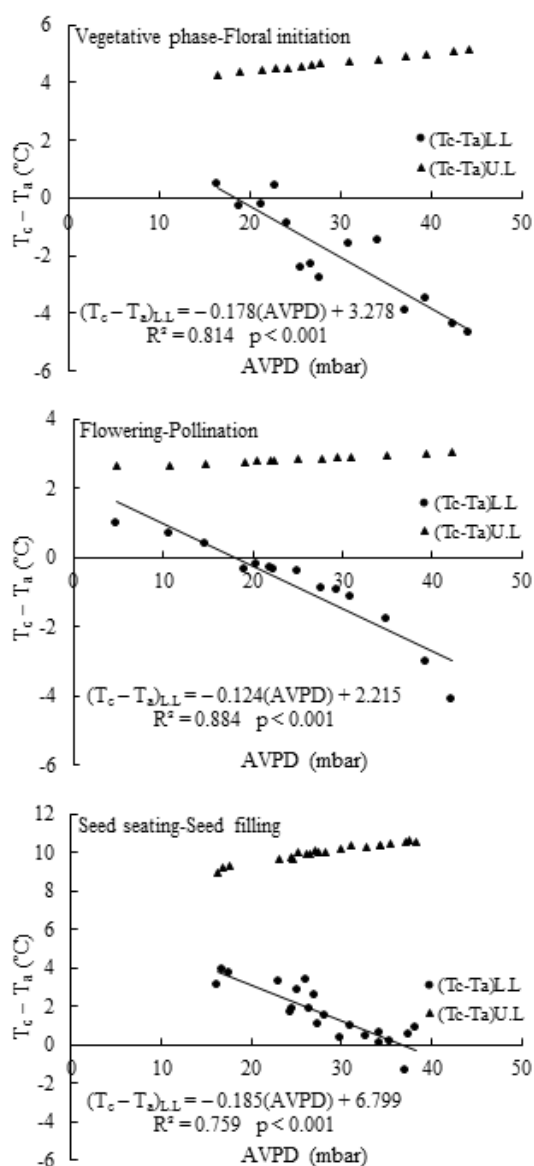 Vegetative phase-Floral initiation
6
4
2
0
-2
-4
-6
0 10 20 30 40 50
Tc – Ta (ºC)
(Tc-Ta)L.L
(Tc-Ta)U.L
(Tc – Ta)L.L = – 0.178(AVPD) + 3.278
R² = 0.814 p < 0.001
AVPD (mbar)
Flowering-Pollination
4
2
0
-2
-4
-6
0 10 20 30 40 50
Tc – Ta (ºC)
(Tc-Ta)L.L
(Tc-Ta)U.L
(Tc – Ta)L.L = – 0.124(AVPD) + 2.215
R² = 0.884 p < 0.001
AVPD (mbar)
Seed seating-Seed filling
12
10
8
6
4
2
0
-2
-4
-6
0 10 20 30 40 50
Tc – Ta (ºC)
(Tc-Ta)L.L
(Tc-Ta)U.L
(Tc – Ta)L.L = –0.185(AVPD) + 6.799
R² = 0.759 p < 0.001
AVPD (mbar)